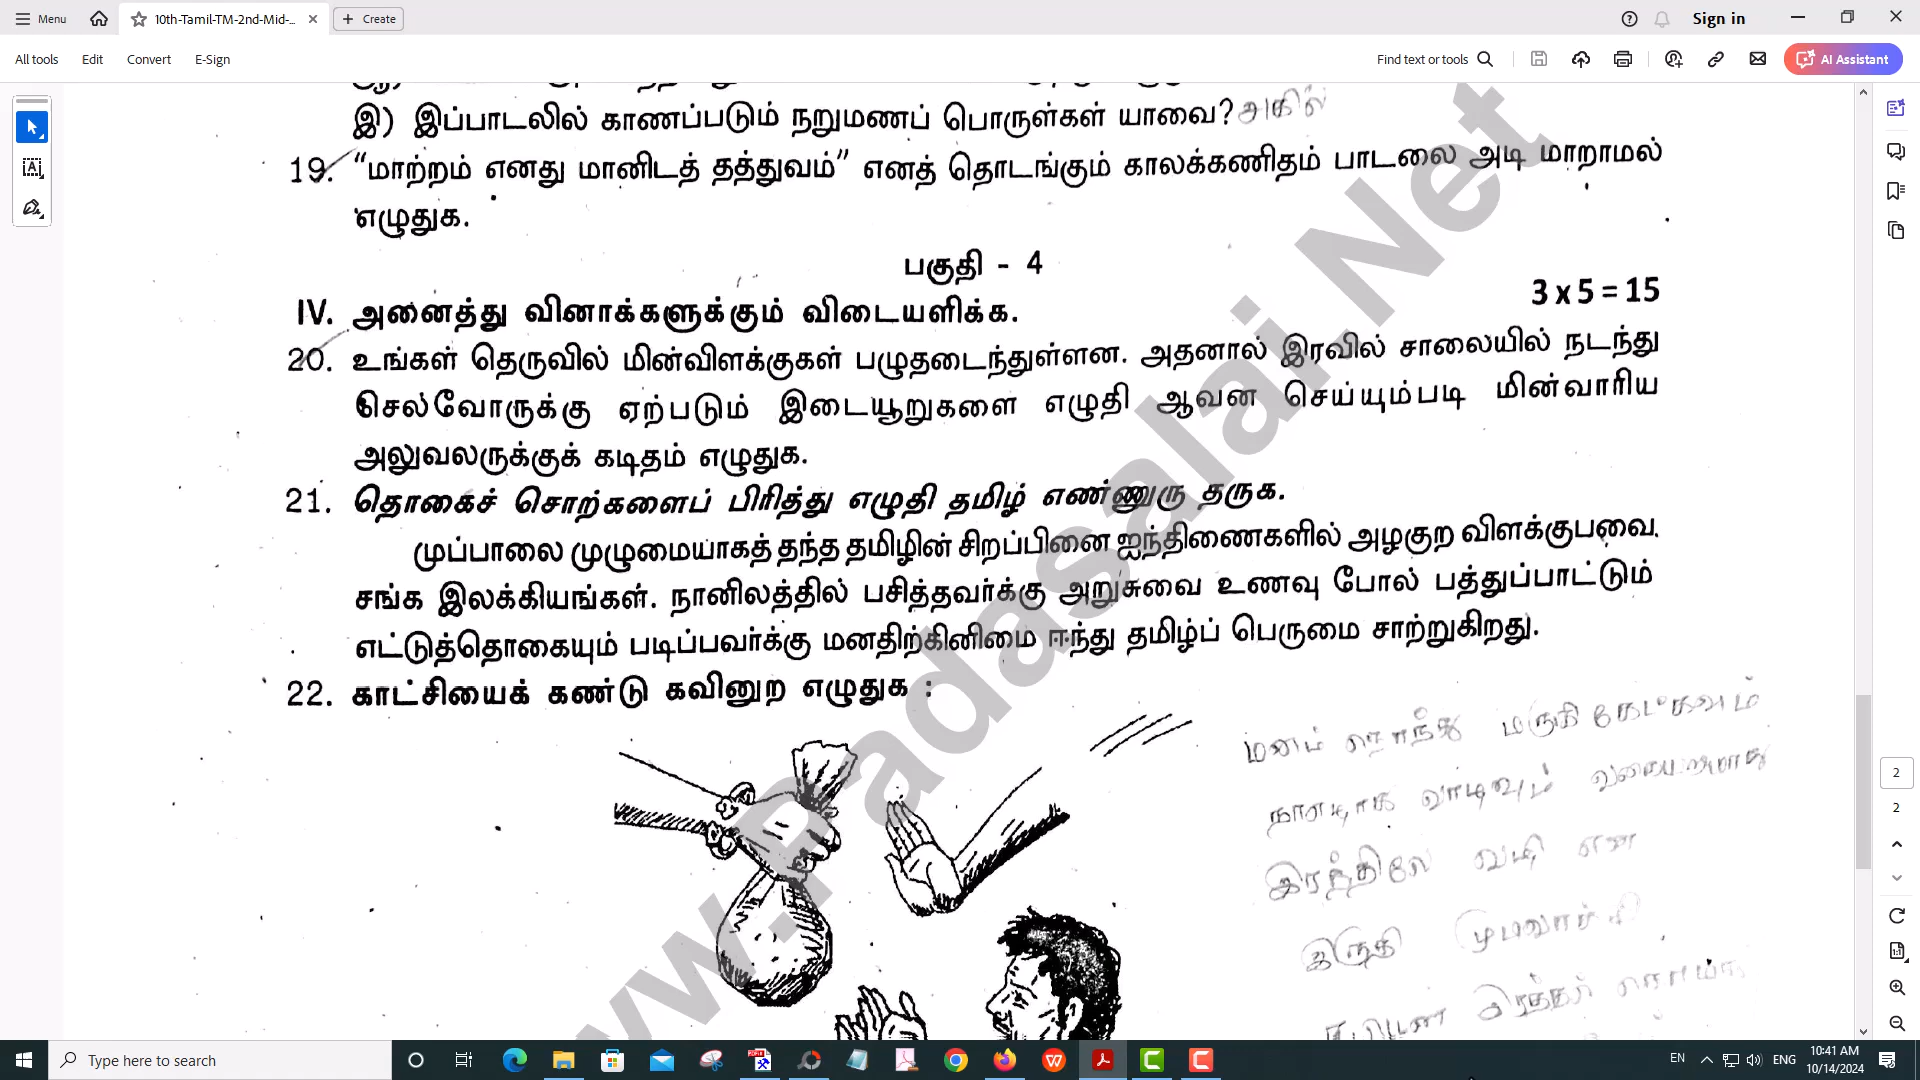 Menu
10th-Tamil-TM-2nd-Mid-...
Create
Sign in
All tools Edit Convert E-Sign
Find text or tools
AI Assistant
இ) இப்பாடலில் காணப்படும் நறுமணப் பொருள்கள் யாவை? அகில்
19. “மாற்றம் எனது மானிடத் தத்துவம்” எனத் தொடங்கும் காலக்கணிதம் பாடலை அடி மாறாமல்
எழுதுக.
பகுதி - 4
IV. அனைத்து வினாக்களுக்கும் விடையளிக்க. 3 x 5 = 15
20. உங்கள் தெருவில் மின்விளக்குகள் பழுதடைந்துள்ளன. அதனால் இரவில் சாலையில் நடந்து
செல்வோருக்கு ஏற்படும் இடையூறுகளை எழுதி ஆவன செய்யும்படி மின்வாரிய
அலுவலருக்குக் கடிதம் எழுதுக.
21. தொகைச் சொற்களைப் பிரித்து எழுதி தமிழ் எண்ணுரு தருக.
முப்பாலை முழுமையாகத் தந்த தமிழின் சிறப்பினை ஐந்திணைகளில் அழகுற விளக்குபவை.
சங்க இலக்கியங்கள். நானிலத்தில் பசித்தவர்க்கு அறுசுவை உணவு போல் பத்துப்பாட்டும்
எட்டுத்தொகையும் படிப்பவர்க்கு மனதிற்கினிமை ஈந்து தமிழ்ப் பெருமை சாற்றுகிறது.
22. காட்சியைக் கண்டு கவினுற எழுதுக :
மனம்
வழி
www.Padasalai.Net
2
2
Type here to search
EN ENG
10:41 AM
10/14/2024